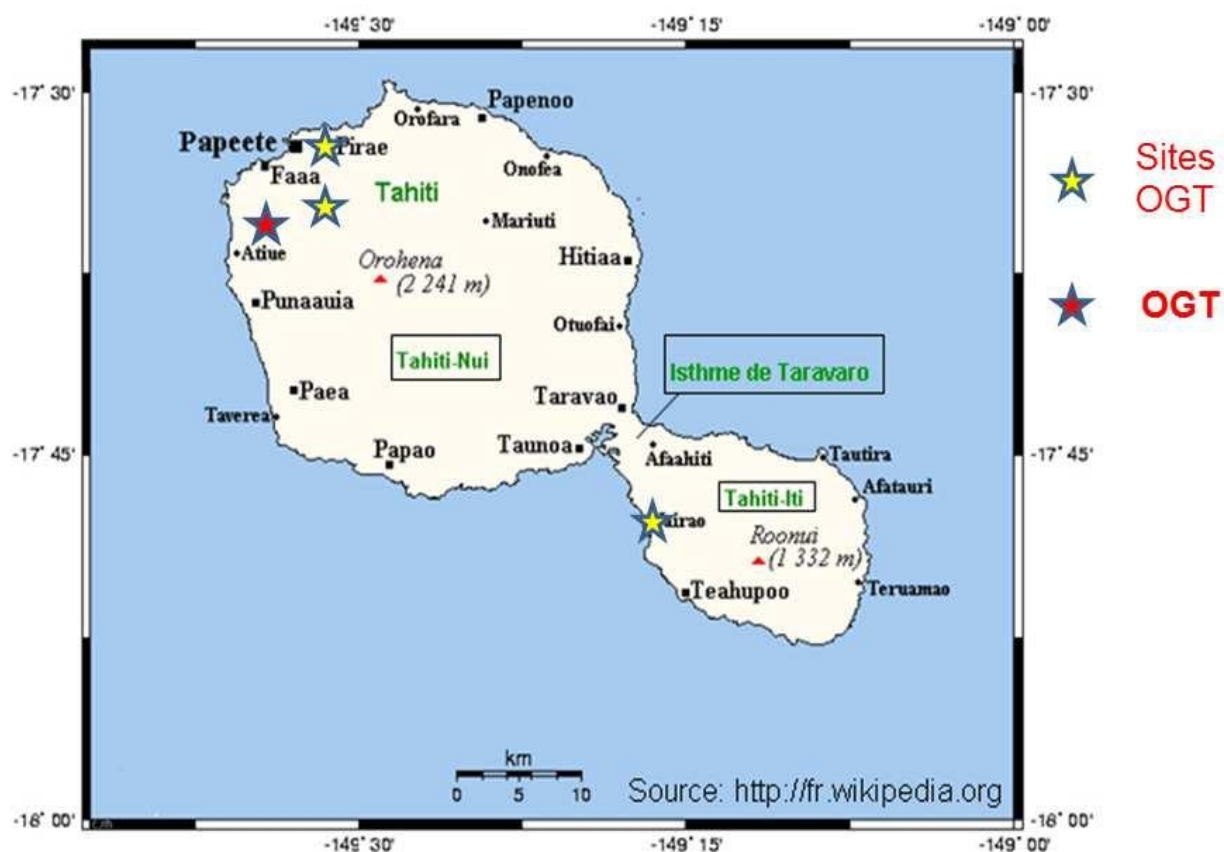 -149° 30'
-149° 15'
-149° 00'
-17° 30'
-17° 30'
Papenoo
Orofara
Papeete
Pirae
Sites
OGT
Faaa
Onofea
Tahiti
Mariuti
Atiue
Orohena
(2 241 m)
Hitiaa
Punaauia
OGT
Otuofai
Tahiti-Nui
Isthme de Taravaro
Paea
Taravao
Taverea
Papao
Taunoa
-17° 45'
-17° 45'
Afaahiti
Tautira
Tahiti-Iti
Afatauri
airao
Roonui
(1 332 m)
Teahupoo
Teruamao
km
0 5 10
Source: http://fr.wikipedia.org
-16° 00'
-16° 00'
-149° 30'
-149° 15'
-149° 00'